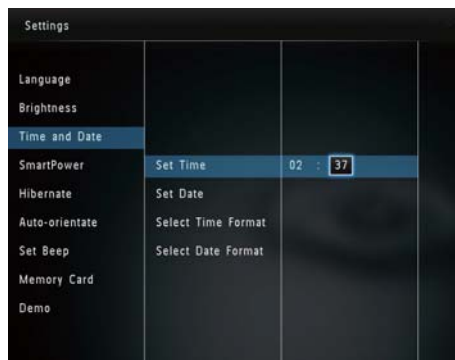 Settings
Language
Brightness
Time and Date
SmartPower
Hibernate
Auto-orientate
Set Beep
Memory Card
Demo
Set Time
Set Date
Select Time Format
Select Date Format
02 : 37